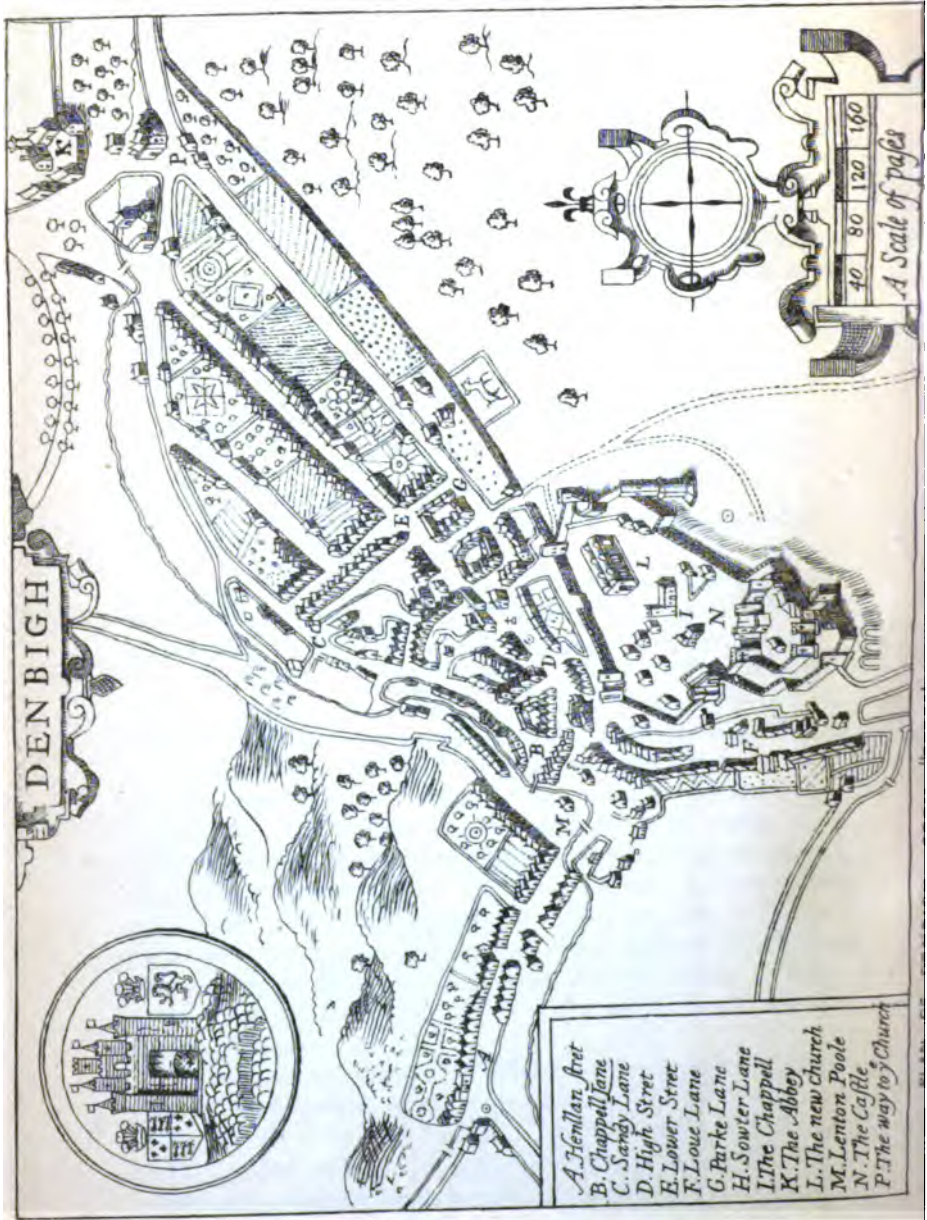 DENBIGH
A. Henllan stret
B. Chappell lane
C. Sandy Lane
D. High Stret
E. Lower Stret
F. Loue Lane
G. Parke Lane
H. Sowter Lane
I. The Chappell
K. The Abbey
L. The new church
M. Lenton Poole
N. The Castle
P. The way to ye Church
40 80 120 160
A Scale of pases
K
P
E
G
C
H
L
D
I
B
N
F
M
A